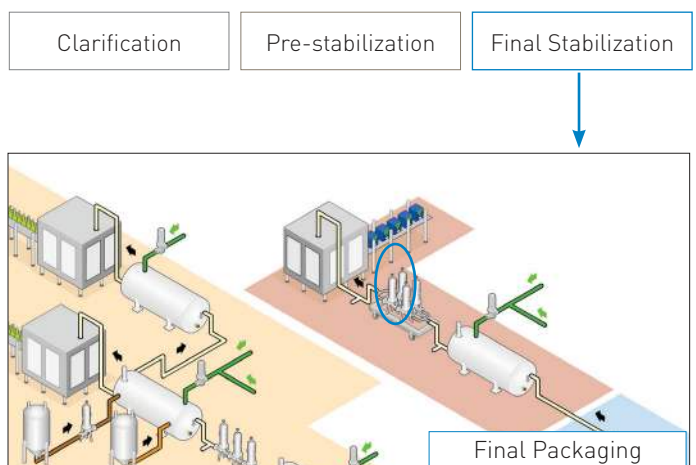 Clarification
Pre-stabilization
Final Stabilization
Final Packaging